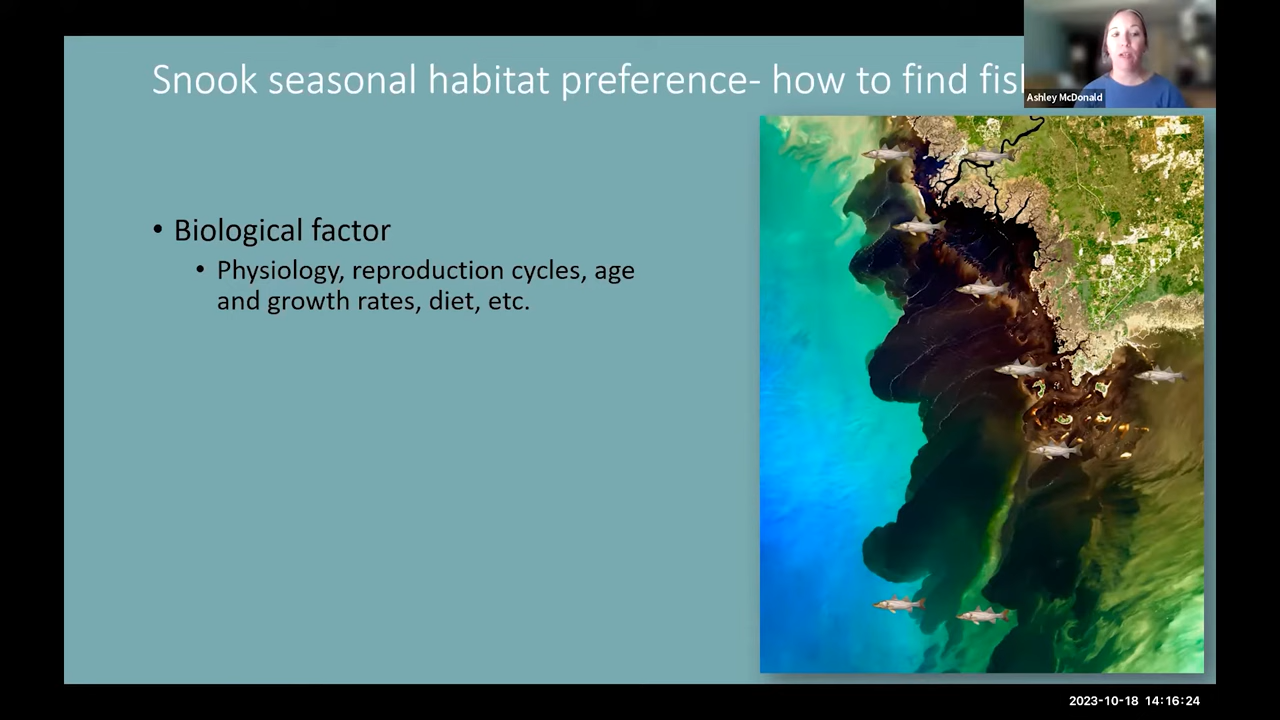 Snook seasonal habitat preference- how to find fis
Ashley McDonald
• Biological factor
• Physiology, reproduction cycles, age
and growth rates, diet, etc.
2023-10-18 14:16:24